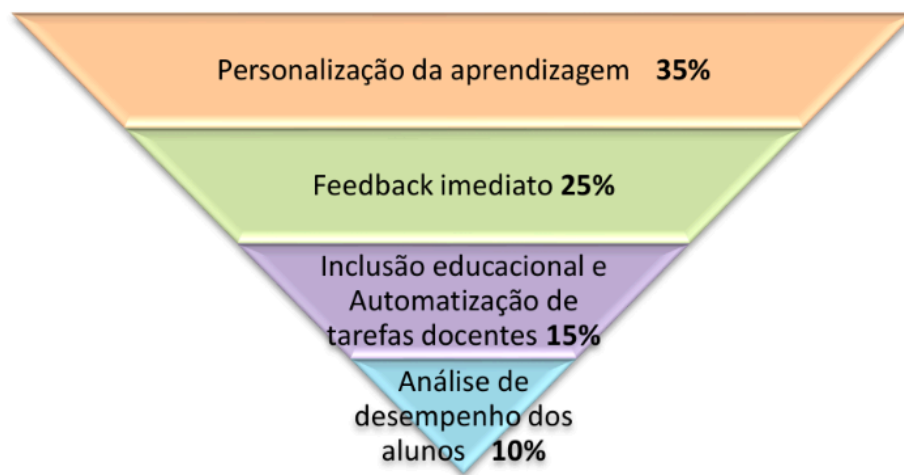 Personalização da aprendizagem 35%
Feedback imediato 25%
Inclusão educacional e
Automatização de
tarefas docentes 15%
Análise de
desempenho dos
alunos 10%